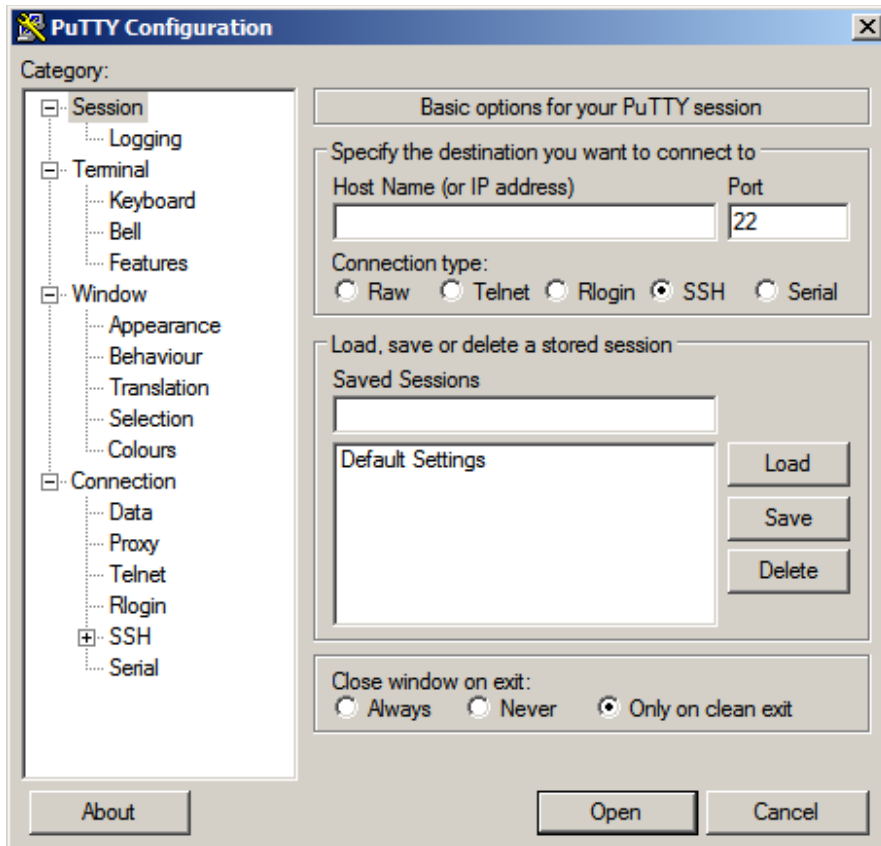 PuTTY Configuration
Category:
Session
Logging
Terminal
Keyboard
Bell
Features
Window
Appearance
Behaviour
Translation
Selection
Colours
Connection
Data
Proxy
Telnet
Rlogin
SSH
Serial
Basic options for your PuTTY session
Specify the destination you want to connect to
Host Name (or IP address) Port
22
Connection type:
Raw Telnet Rlogin SSH Serial
Load, save or delete a stored session
Saved Sessions
Default Settings
Load
Save
Delete
Close window on exit:
Always Never Only on clean exit
About Open Cancel